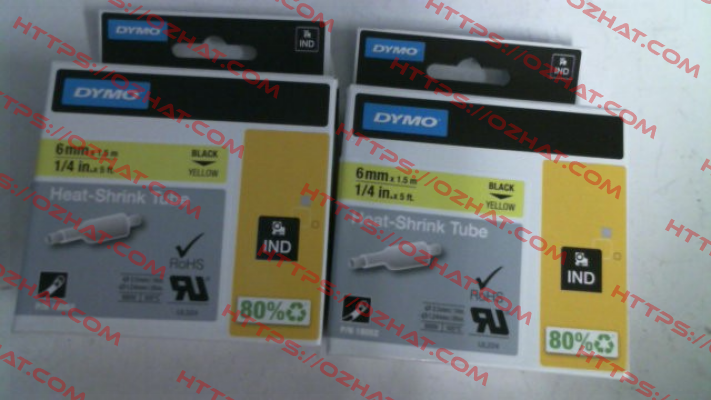 DYMO
IND
DYMO
6mm x 1.5 m
1/4 in. x 5 ft.
BLACK
YELLOW
Heat-Shrink Tube
RoHS
IND
80%
DYMO
IND
DYMO
6mm x 1.5 m
1/4 in. x 5 ft.
BLACK
YELLOW
Heat-Shrink Tube
RoHS
IND
80%
HTTPS://OZHAT.COM